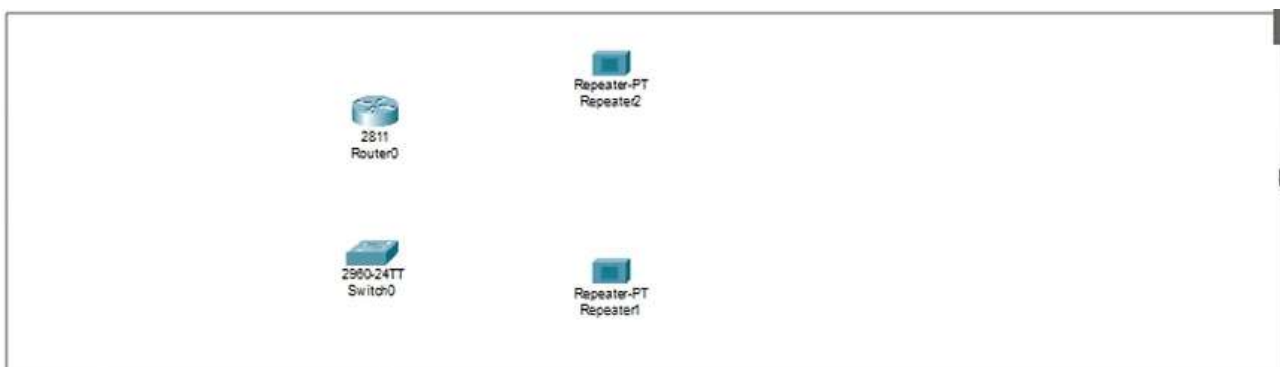 Repeater-PT
Repeater2
2811
Router0
2960-24TT
Switch0
Repeater-PT
Repeater1